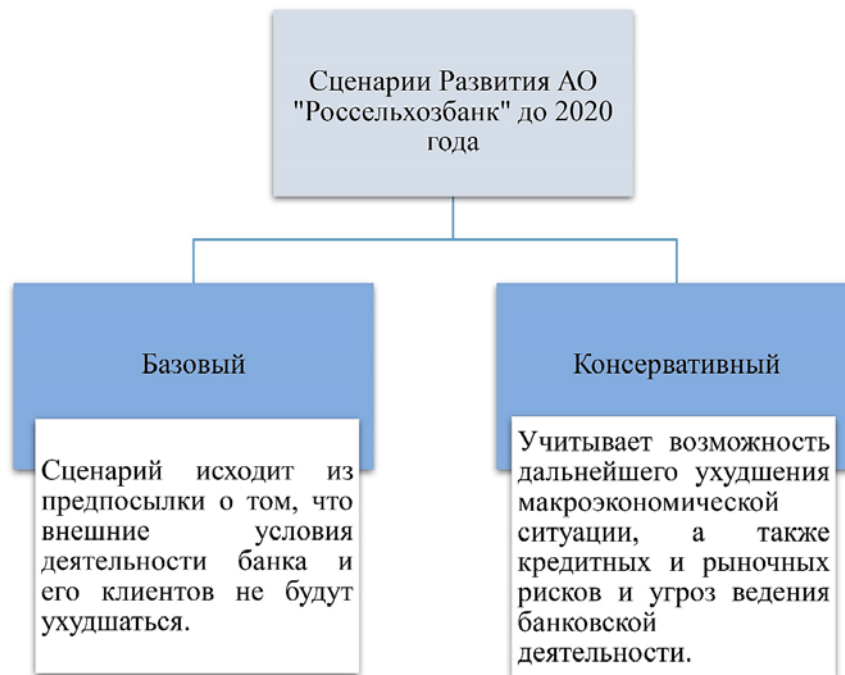 Сценарии Развития АО
"Россельхозбанк" до 2020
года
Базовый
Сценарий исходит из
предпосылки о том, что
внешние условия
деятельности банка и
его клиентов не будут
ухудшаться.
Консервативный
Учитывает возможность
дальнейшего ухудшения
макроэкономической
ситуации, а также
кредитных и рыночных
рисков и угроз ведения
банковской
деятельности.